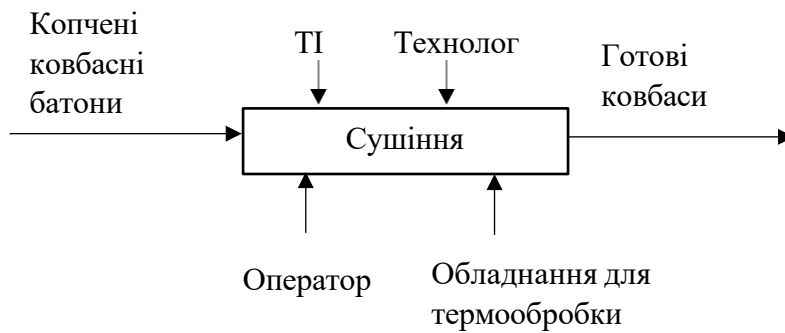 Копчені
ковбасні
батони
ТІ
Технолог
Готові
ковбаси
Сушіння
Оператор
Обладнання для
термообробки